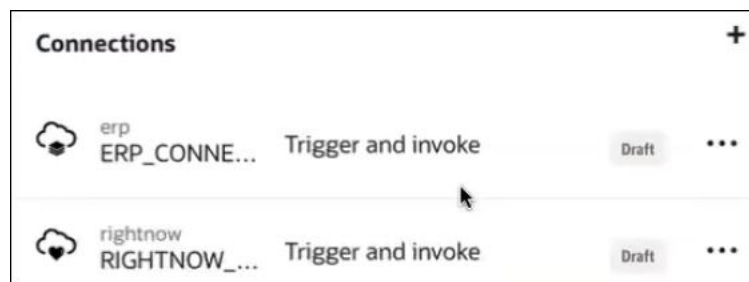 Connections
erp
ERP_CONNE... Trigger and invoke Draft
rightnow
RIGHTNOW_... Trigger and invoke Draft